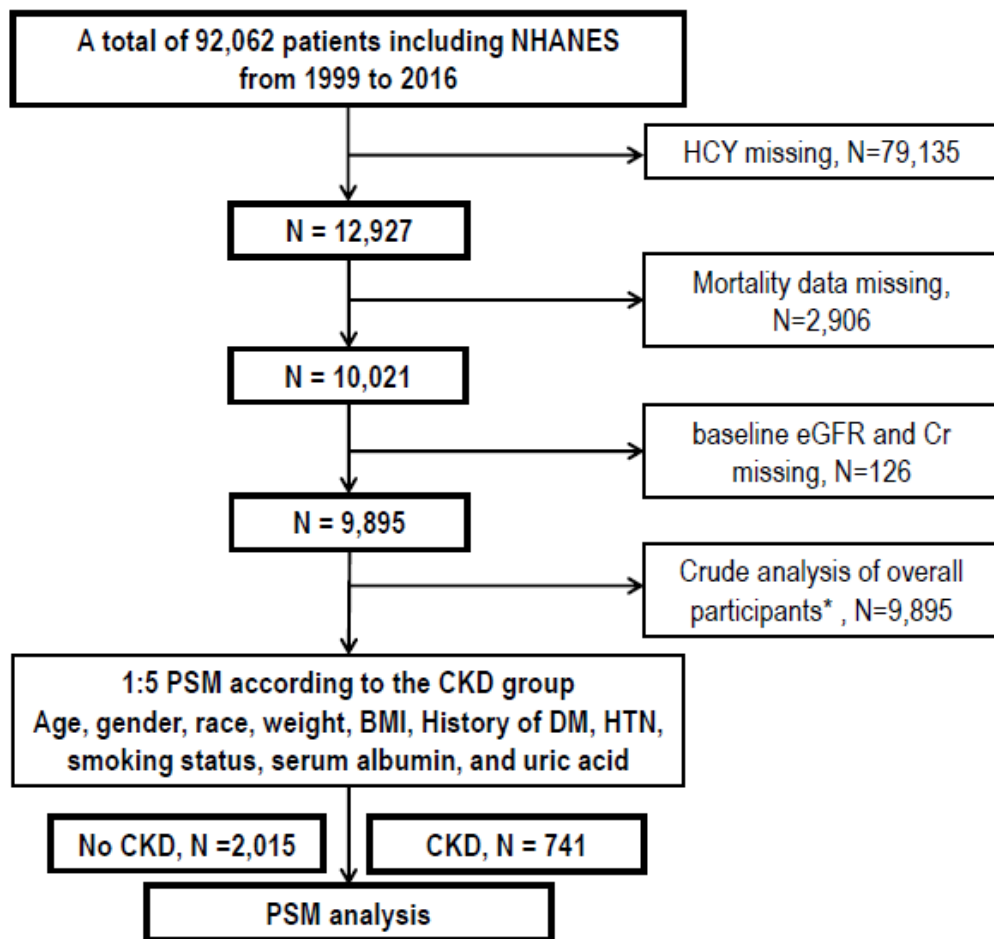 A total of 92,062 patients including NHANES
from 1999 to 2016
HCY missing, N=79,135
N = 12,927
Mortality data missing,
N=2,906
N = 10,021
baseline eGFR and Cr
missing, N=126
N = 9,895
Crude analysis of overall
participants* , N=9,895
1:5 PSM according to the CKD group
Age, gender, race, weight, BMI, History of DM, HTN,
smoking status, serum albumin, and uric acid
No CKD, N =2,015
CKD, N = 741
PSM analysis